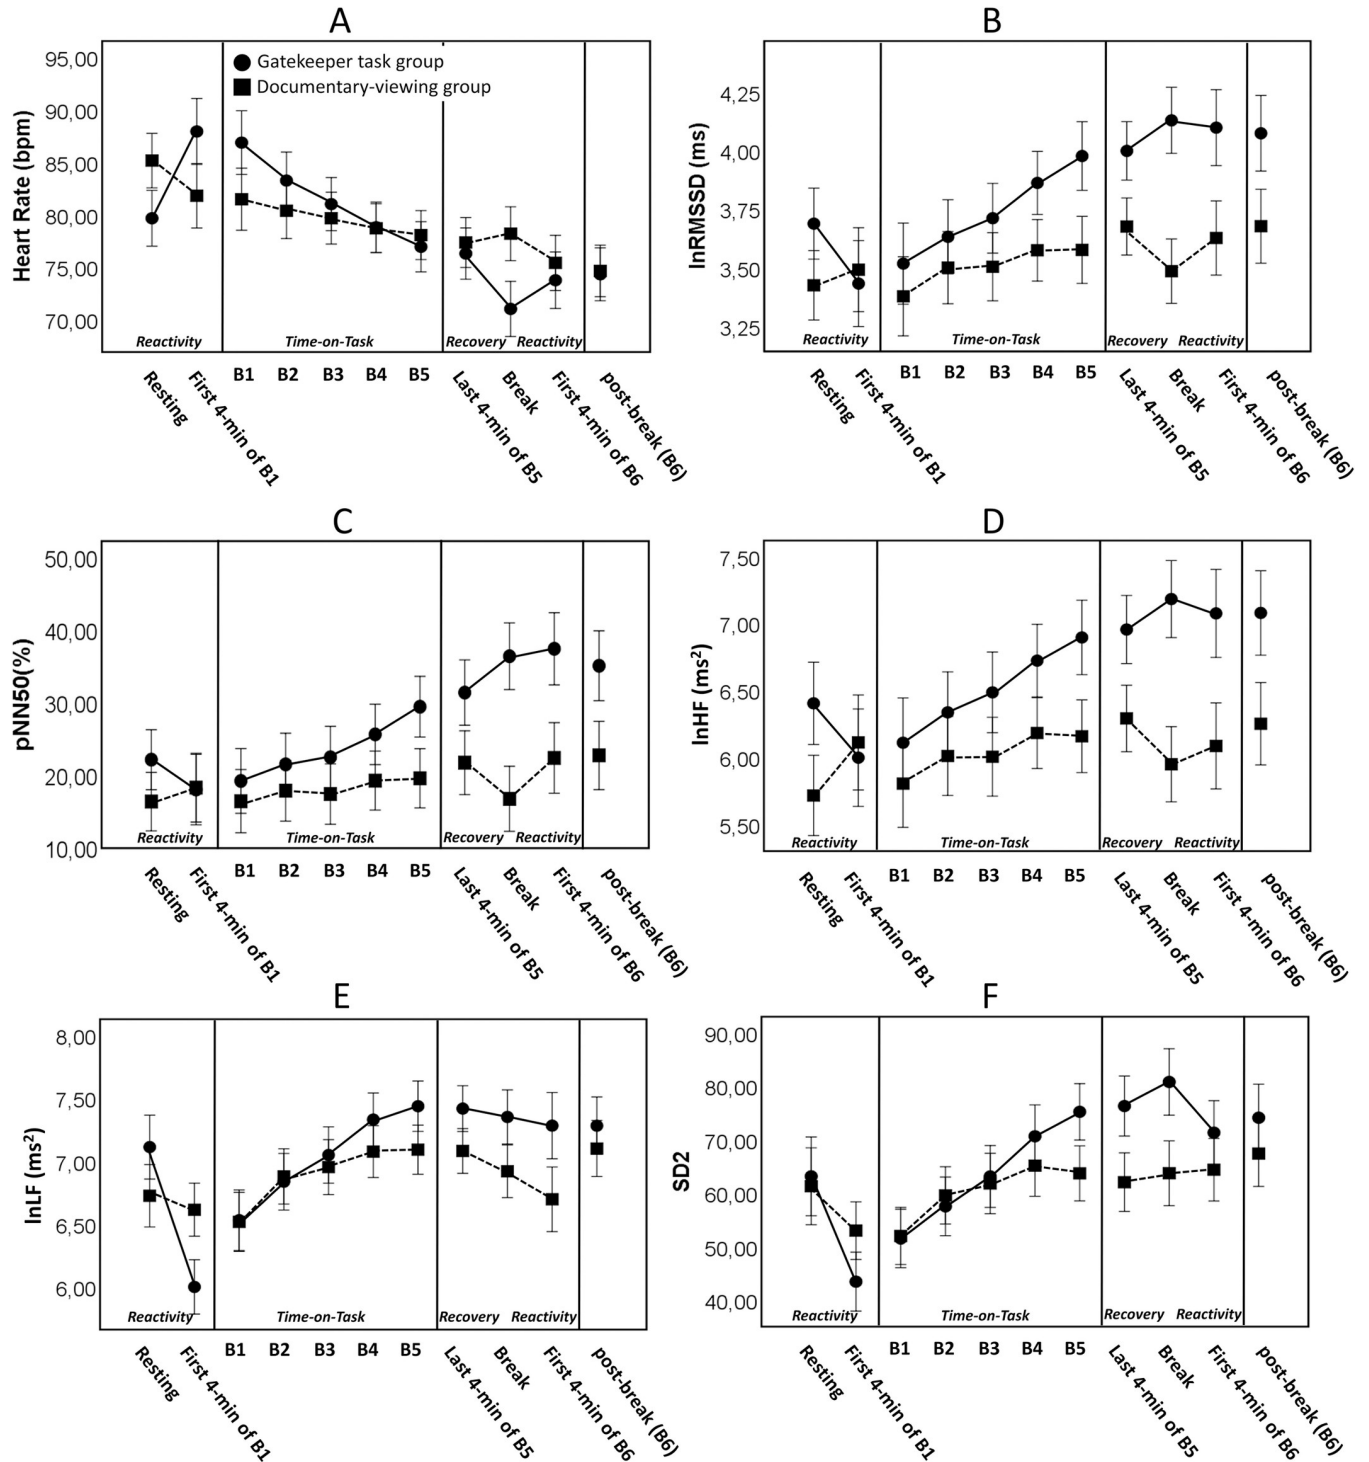 A
Heart Rate (bpm)
95,00
90,00
85,00
80,00
75,00
70,00
Gatekeeper task group
Documentary-viewing group
Reactivity
Time-on-Task
Recovery
Reactivity
Resting
First 4-min of B1
B1
B2
B3
B4
B5
Last 4-min of B5
Break
First 4-min of B6
post-break (B6)
B
lnRMSSD (ms)
4,25
4,00
3,75
3,50
3,25
Reactivity
Time-on-Task
Recovery
Reactivity
Resting
First 4-min of B1
B1
B2
B3
B4
B5
Last 4-min of B5
Break
First 4-min of B6
post-break (B6)
C
pNN50(%)
50,00
40,00
30,00
20,00
10,00
Reactivity
Time-on-Task
Recovery
Reactivity
Resting
First 4-min of B1
B1
B2
B3
B4
B5
Last 4-min of B5
Break
First 4-min of B6
post-break (B6)
D
lnHF (ms²)
7,50
7,00
6,50
6,00
5,50
Reactivity
Time-on-Task
Recovery
Reactivity
Resting
First 4-min of B1
B1
B2
B3
B4
B5
Last 4-min of B5
Break
First 4-min of B6
post-break (B6)
E
lnLF (ms²)
8,00
7,50
7,00
6,50
6,00
Reactivity
Time-on-Task
Recovery
Reactivity
Resting
First 4-min of B1
B1
B2
B3
B4
B5
Last 4-min of B5
Break
First 4-min of B6
post-break (B6)
F
SD2
90,00
80,00
70,00
60,00
50,00
40,00
Reactivity
Time-on-Task
Recovery
Reactivity
Resting
First 4-min of B1
B1
B2
B3
B4
B5
Last 4-min of B5
Break
First 4-min of B6
post-break (B6)